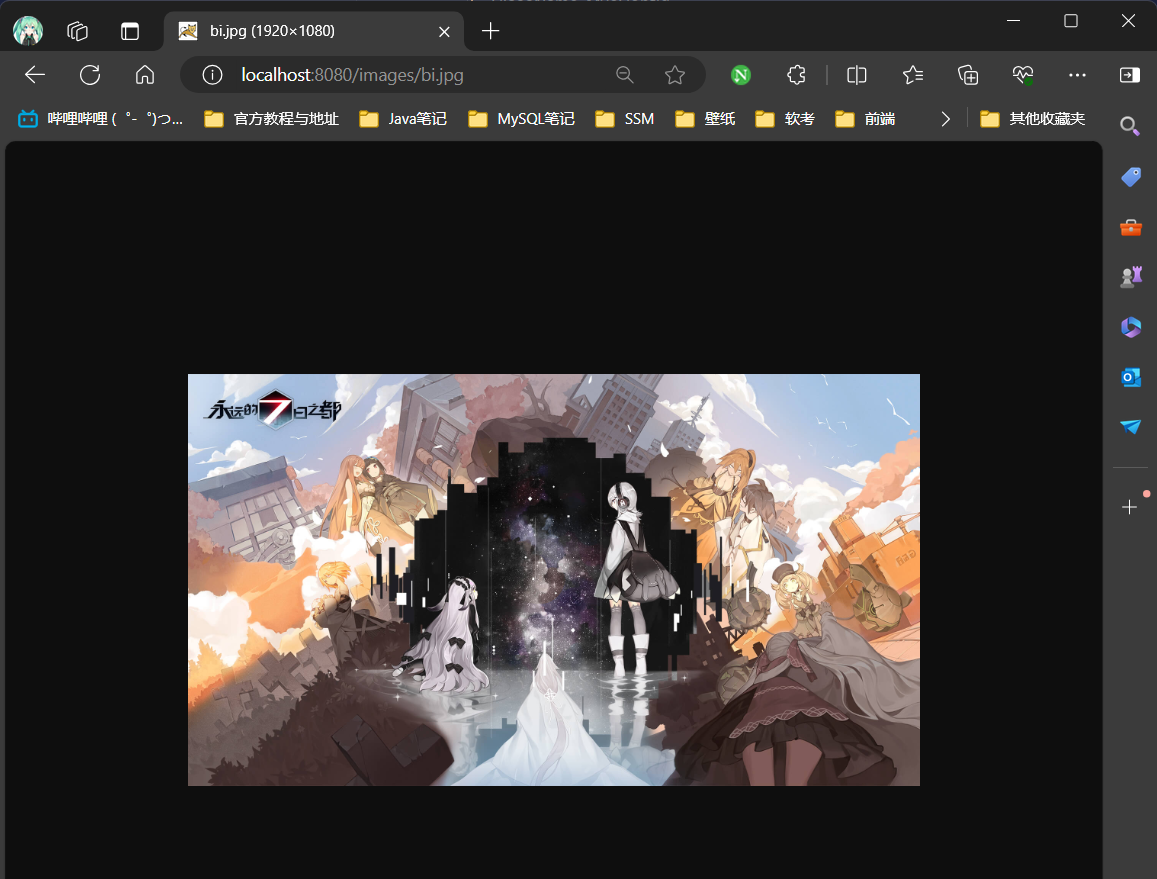 bi.jpg (1920×1080)
localhost:8080/images/bi.jpg
哔哩哔哩 (゜-゜)つ...
官方教程与地址
Java笔记
MySQL笔记
SSM
壁纸
软考
前端
其他收藏夹
永远的7日之都